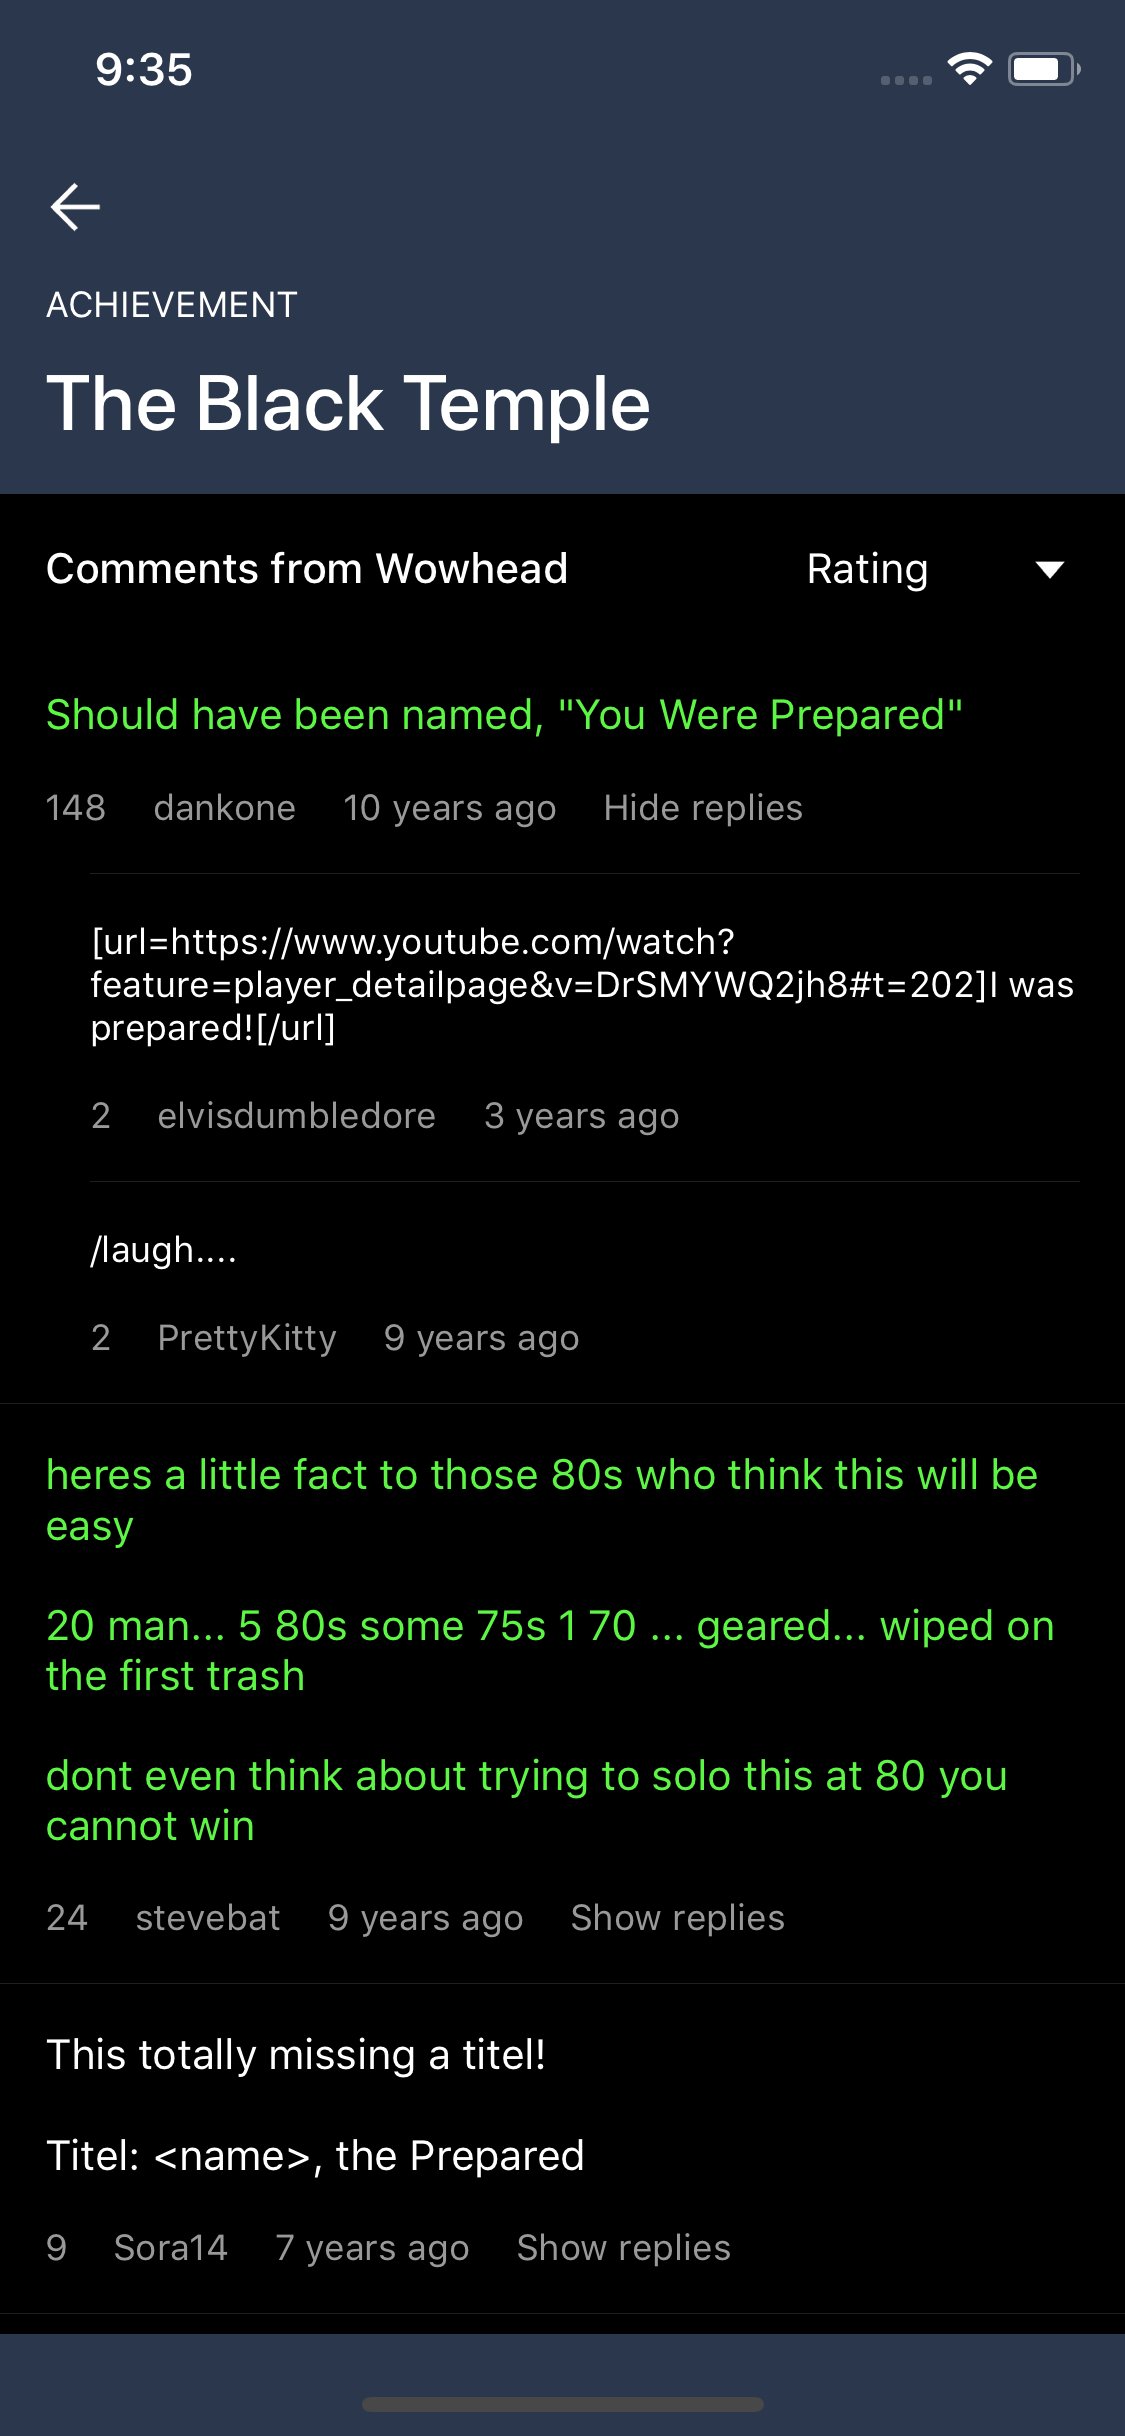 9:35
ACHIEVEMENT
The Black Temple
Comments from Wowhead Rating
Should have been named, "You Were Prepared"
148 dankone 10 years ago Hide replies
[url=https://www.youtube.com/watch?
feature=player_detailpage&v=DrSMYWQ2jh8#t=202]I was
prepared![/url]
2 elvisdumbledore 3 years ago
/laugh....
2 PrettyKitty 9 years ago
heres a little fact to those 80s who think this will be
easy
20 man... 5 80s some 75s 1 70 ... geared... wiped on
the first trash
dont even think about trying to solo this at 80 you
cannot win
24 stevebat 9 years ago Show replies
This totally missing a titel!
Titel: <name>, the Prepared
9 Sora14 7 years ago Show replies